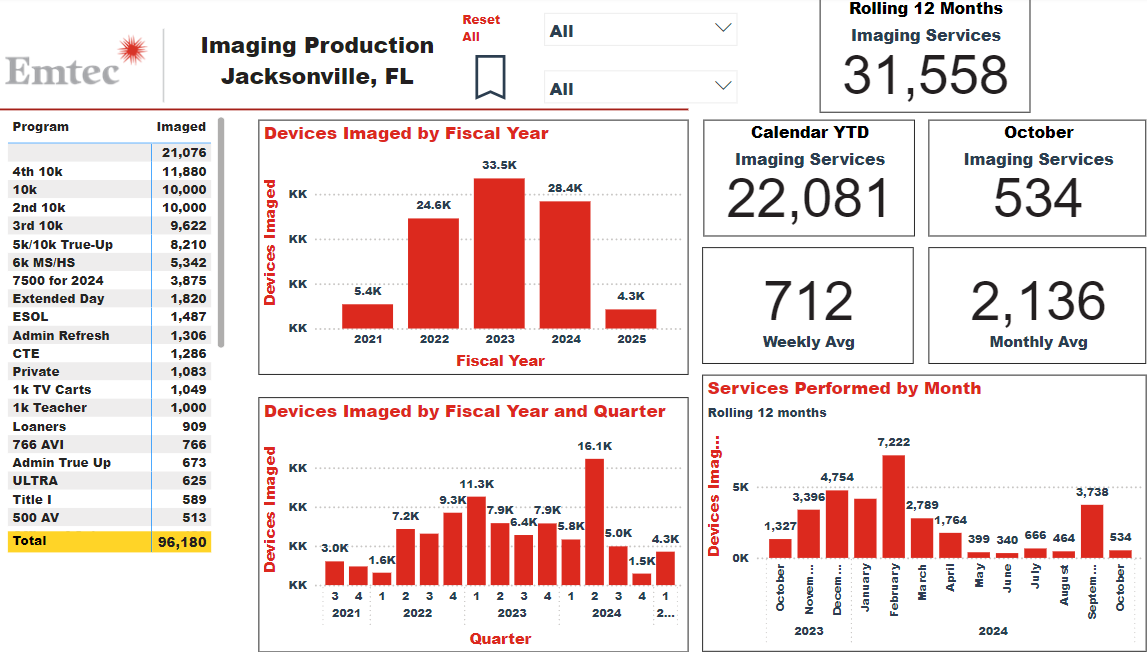 Emtec
Imaging Production
Jacksonville, FL
Reset
All
All
All
Rolling 12 Months
Imaging Services
31,558
Program Imaged
21,076
4th 10k 11,880
10k 10,000
2nd 10k 10,000
3rd 10k 9,622
5k/10k True-Up 8,210
6k MS/HS 5,342
7500 for 2024 3,875
Extended Day 1,820
ESOL 1,487
Admin Refresh 1,306
CTE 1,286
Private 1,083
1k TV Carts 1,049
1k Teacher 1,000
Loaners 909
766 AVI 766
Admin True Up 673
ULTRA 625
Title I 589
500 AV 513
Total 96,180
Devices Imaged by Fiscal Year
Devices Imaged
KK
KK
KK
KK
5.4K 24.6K 33.5K 28.4K 4.3K
2021 2022 2023 2024 2025
Fiscal Year
Calendar YTD
Imaging Services
22,081
October
Imaging Services
534
712
Weekly Avg
2,136
Monthly Avg
Devices Imaged by Fiscal Year and Quarter
Devices Imaged
KK
KK
KK
KK
3.0K 1.6K 7.2K 9.3K 11.3K 7.9K 6.4K 7.9K 5.8K 16.1K 5.0K 1.5K 4.3K
3 4 1 2 3 4 1 2 3 4 1 2 3 4 1
2021 2022 2023 2024 2...
Quarter
Services Performed by Month
Rolling 12 months
Devices Imag...
5K
0K
1,327 3,396 4,754 7,222 2,789 1,764 399 340 666 464 3,738 534
October Novem... Decem... January February March April May June July August Septem... October
2023 2024